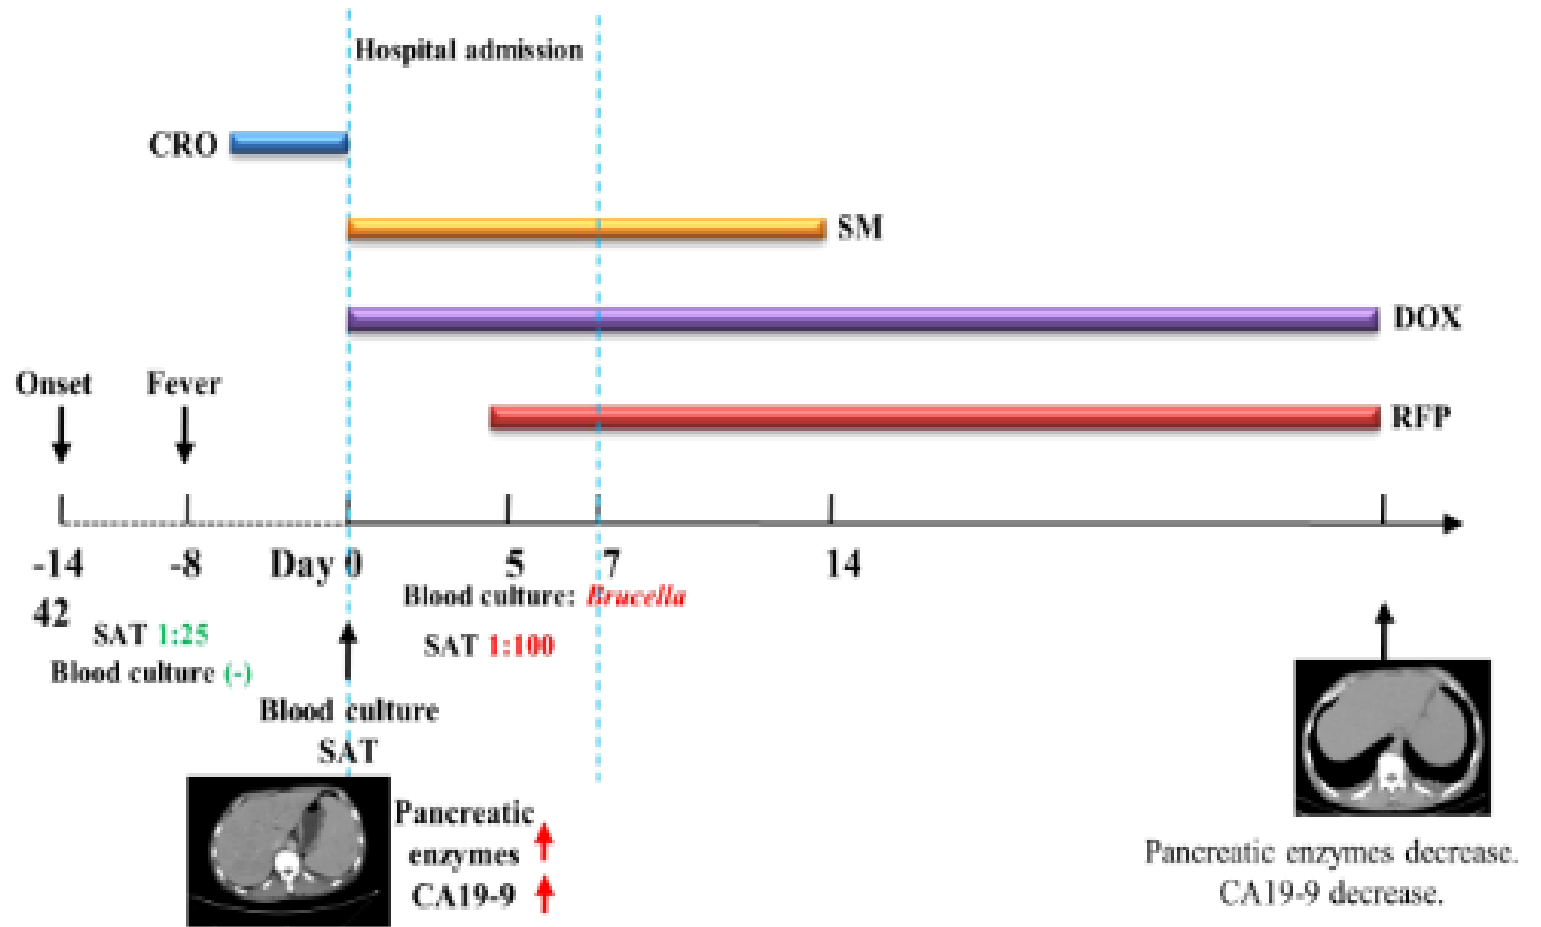 Hospital admission
CRO
SM
DOX
Onset Fever
RFP
-14 -8 Day 0 5 7 14
42
Blood culture: Brucella
SAT 1:25
SAT 1:100
Blood culture (-)
Blood culture
SAT
Pancreatic
enzymes
CA19-9
Pancreatic enzymes decrease.
CA19-9 decrease.